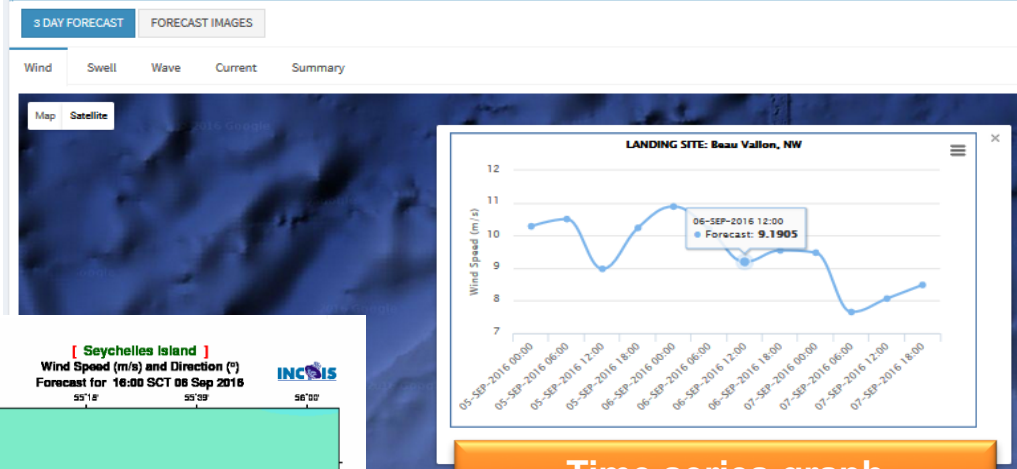 3 DAY FORECAST FORECAST IMAGES
Wind Swell Wave Current Summary
Map Satellite
2016 Google
×
LANDING SITE: Beau Vallon, NW
12
11
10
9
8
7
Wind Speed (m/s)
06-SEP-2016 12:00
Forecast: 9.1905
05-SEP-2016 00:00
05-SEP-2016 06:00
05-SEP-2016 12:00
05-SEP-2016 18:00
06-SEP-2016 00:00
06-SEP-2016 06:00
06-SEP-2016 12:00
06-SEP-2016 18:00
07-SEP-2016 00:00
07-SEP-2016 06:00
07-SEP-2016 12:00
07-SEP-2016 18:00
[ Seychelles Island ]
Wind Speed (m/s) and Direction (°)
Forecast for 16:00 SCT 06 Sep 2016
INCOIS
55°18' 55°39' 56°00'
Time series graph